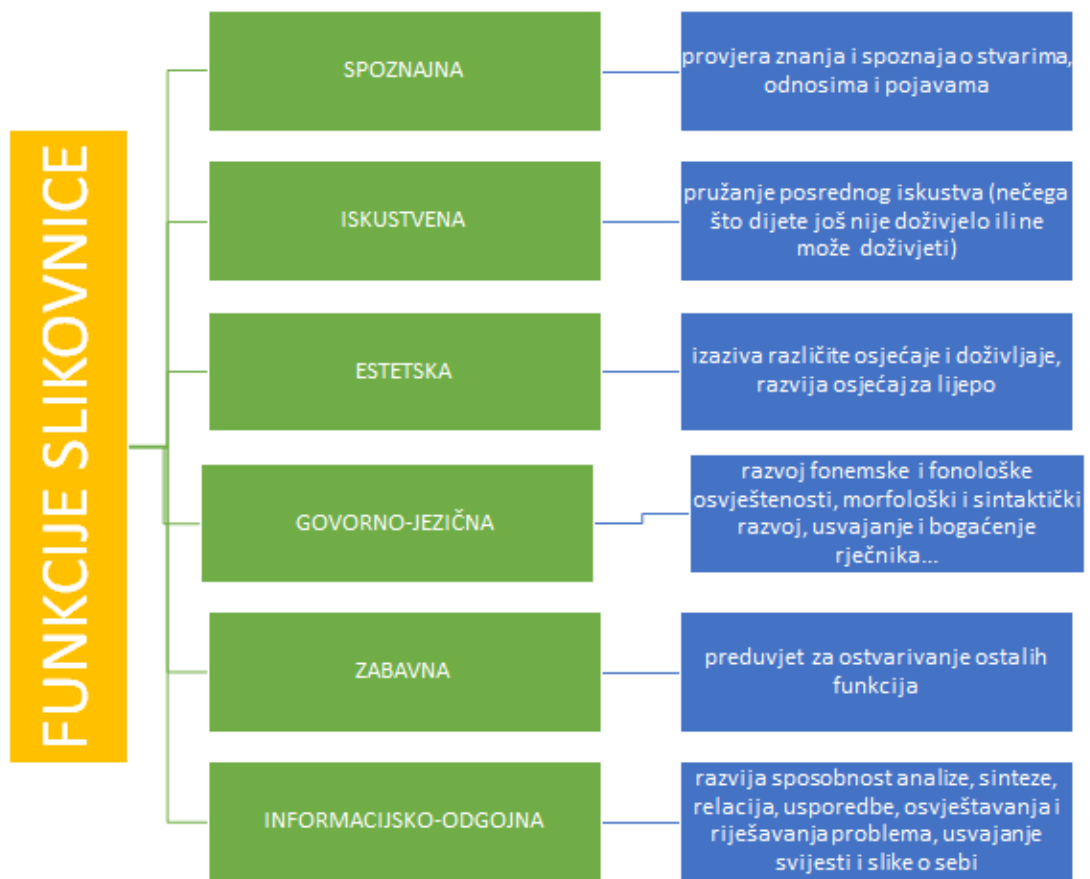 FUNKCIJE SLIKOVNICE
SPOZNAJNA
provjera znanja i spoznaja o stvarima,
odnosima i pojavama
ISKUSTVENA
pružanje posrednog iskustva (nečega
što dijete još nije doživjelo ili ne
može doživjeti)
ESTETSKA
izaziva različite osjećaje i doživljaje,
razvija osjećaj za lijepo
GOVORNO-JEZIČNA
razvoj fonemske i fonološke
osvještenosti, morfološki i sintaktički
razvoj, usvajanje i bogaćenje
rječnika...
ZABAVNA
preduvjet za ostvarivanje ostalih
funkcija
INFORMACIJSKO-ODGOJNA
razvija sposobnost analize, sinteze,
relacija, usporedbe, osvještavanja i
riješavanja problema, usvajanje
svijesti i slike o sebi